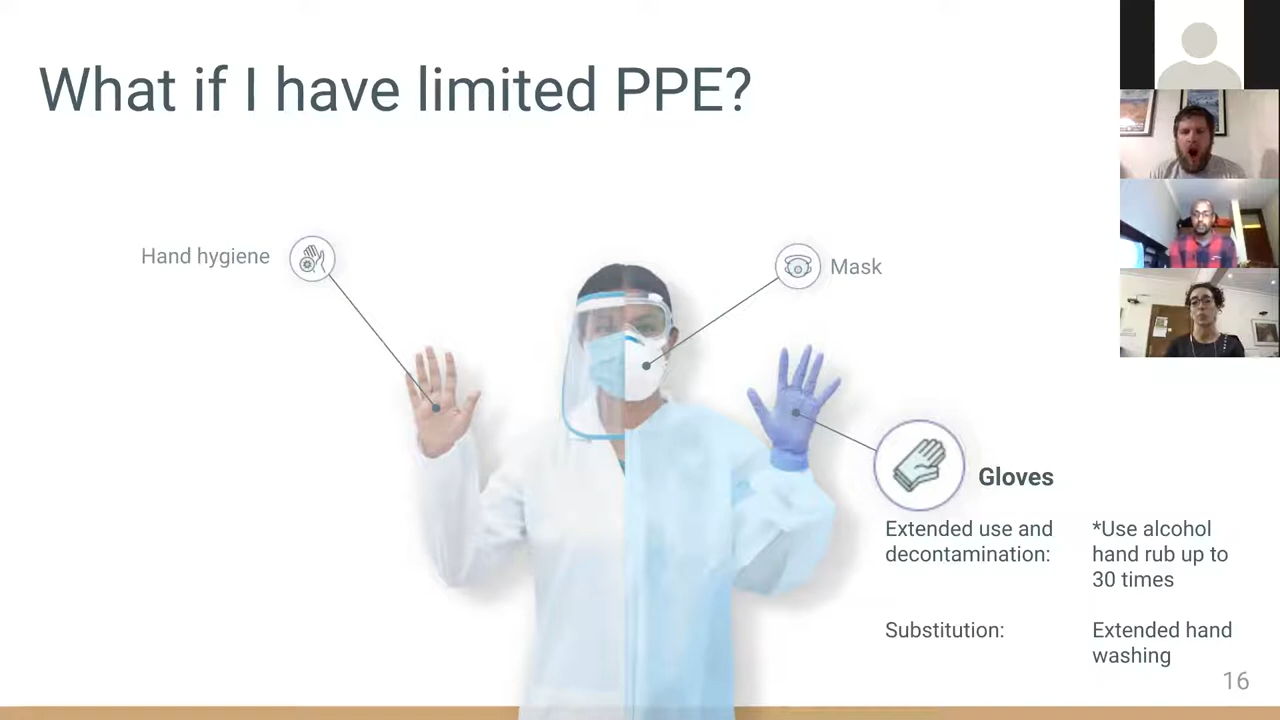 What if I have limited PPE?
Hand hygiene
Mask
Gloves
Extended use and
decontamination:
*Use alcohol
hand rub up to
30 times
Substitution:
Extended hand
washing
16